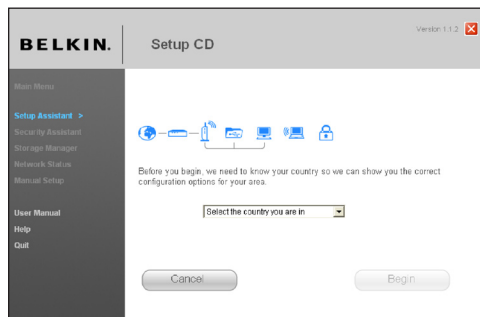 BELKIN.
Setup CD
Version 1.1.2
Main Menu
Setup Assistant >
Security Assistant
Storage Manager
Network Status
Manual Setup
User Manual
Help
Quit
Before you begin, we need to know your country so we can show you the correct
configuration options for your area.
Select the country you are in
Cancel
Begin